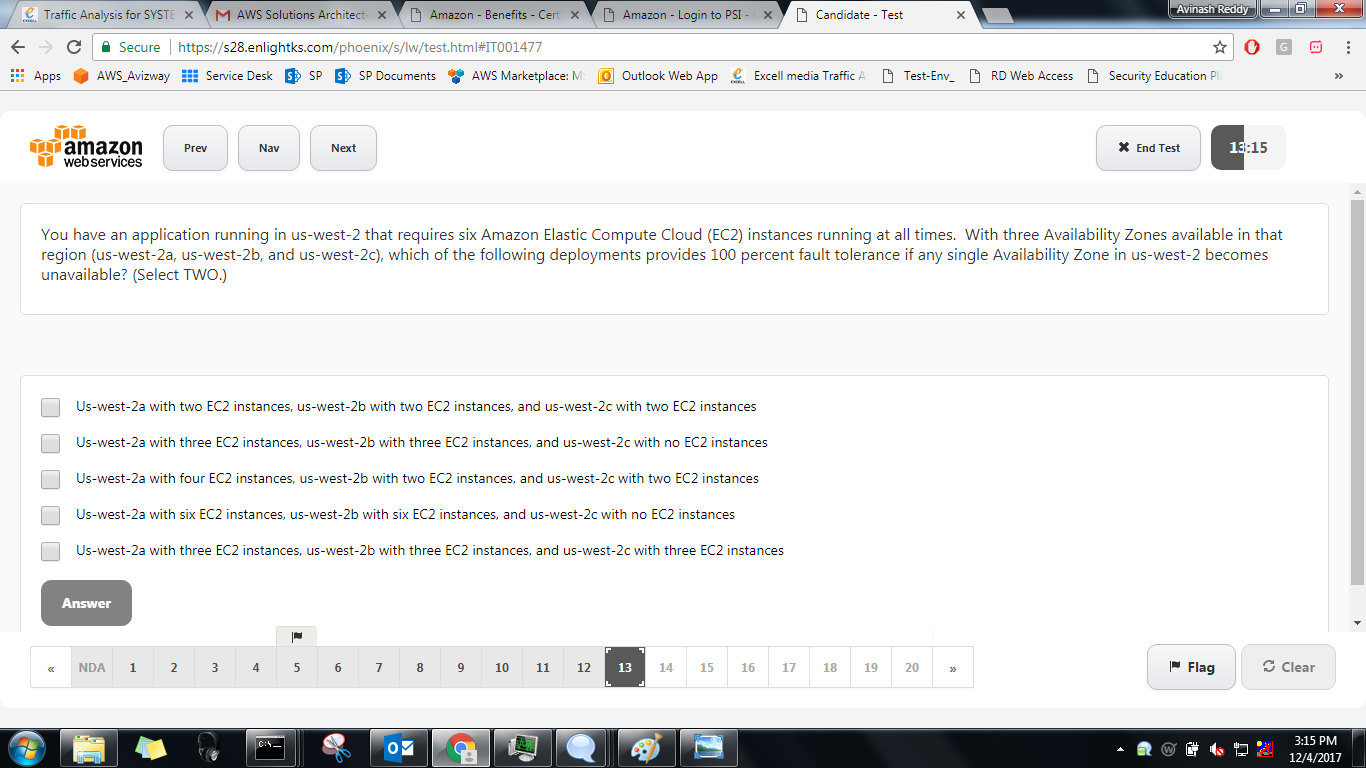 Traffic Analysis for SYSTE
AWS Solutions Architect-
Amazon - Benefits - Cert
Amazon - Login to PSI -
Candidate - Test
Avinash Reddy
Secure
https://s28.enlightks.com/phoenix/s/lw/test.html#IT001477
Apps
AWS_Avizway
Service Desk
SP
SP Documents
AWS Marketplace: M
Outlook Web App
Excell media Traffic A
Test-Env_
RD Web Access
Security Education Pl
»
amazon
webservices
Prev
Nav
Next
End Test
13:15
You have an application running in us-west-2 that requires six Amazon Elastic Compute Cloud (EC2) instances running at all times. With three Availability Zones available in that
region (us-west-2a, us-west-2b, and us-west-2c), which of the following deployments provides 100 percent fault tolerance if any single Availability Zone in us-west-2 becomes
unavailable? (Select TWO.)
Us-west-2a with two EC2 instances, us-west-2b with two EC2 instances, and us-west-2c with two EC2 instances
Us-west-2a with three EC2 instances, us-west-2b with three EC2 instances, and us-west-2c with no EC2 instances
Us-west-2a with four EC2 instances, us-west-2b with two EC2 instances, and us-west-2c with two EC2 instances
Us-west-2a with six EC2 instances, us-west-2b with six EC2 instances, and us-west-2c with no EC2 instances
Us-west-2a with three EC2 instances, us-west-2b with three EC2 instances, and us-west-2c with three EC2 instances
Answer
« NDA 1 2 3 4 5 6 7 8 9 10 11 12 13 14 15 16 17 18 19 20 »
Flag
Clear
3:15 PM
12/4/2017